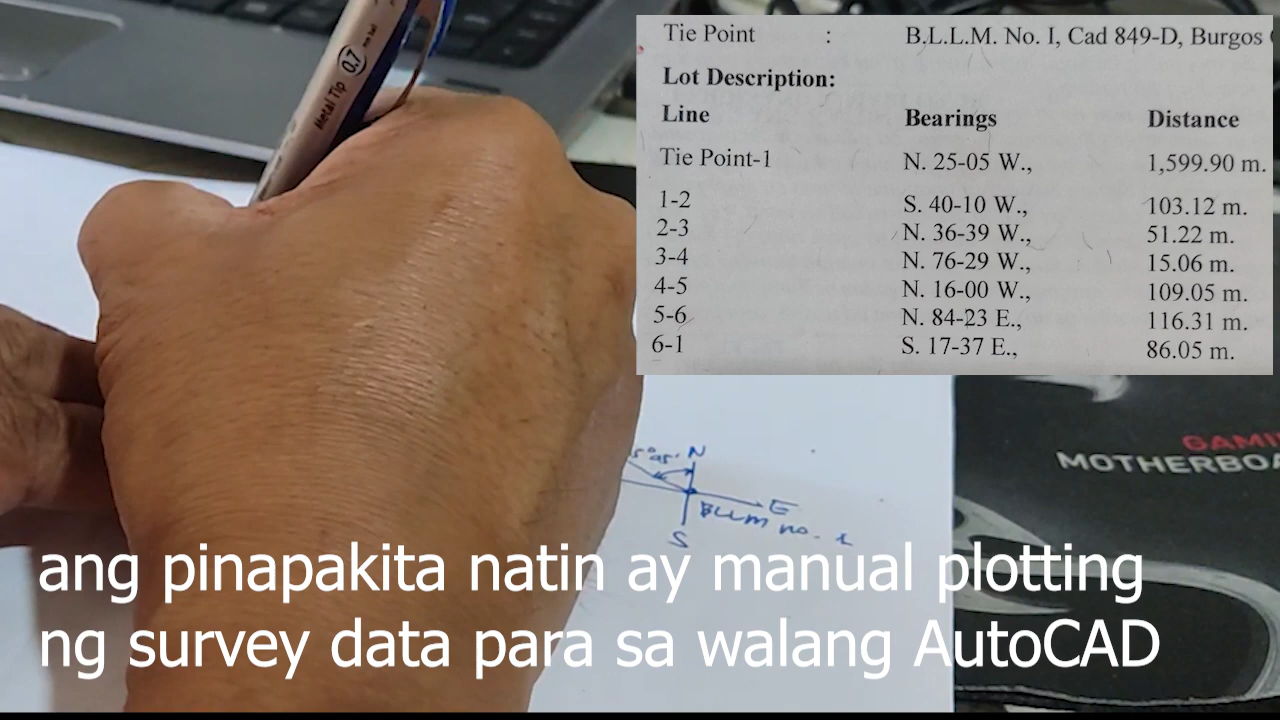 Tie Point : B.L.L.M. No. I, Cad 849-D, Burgos
Lot Description:
Line Bearings Distance
Tie Point-1 N. 25-05 W., 1,599.90 m.
1-2 S. 40-10 W., 103.12 m.
2-3 N. 36-39 W., 51.22 m.
3-4 N. 76-29 W., 15.06 m.
4-5 N. 16-00 W., 109.05 m.
5-6 N. 84-23 E., 116.31 m.
6-1 S. 17-37 E., 86.05 m.
Metal Tip 0.7
N
E
BLLM no. 1
S
GAMI
MOTHERBOA
ang pinapakita natin ay manual plotting
ng survey data para sa walang AutoCAD